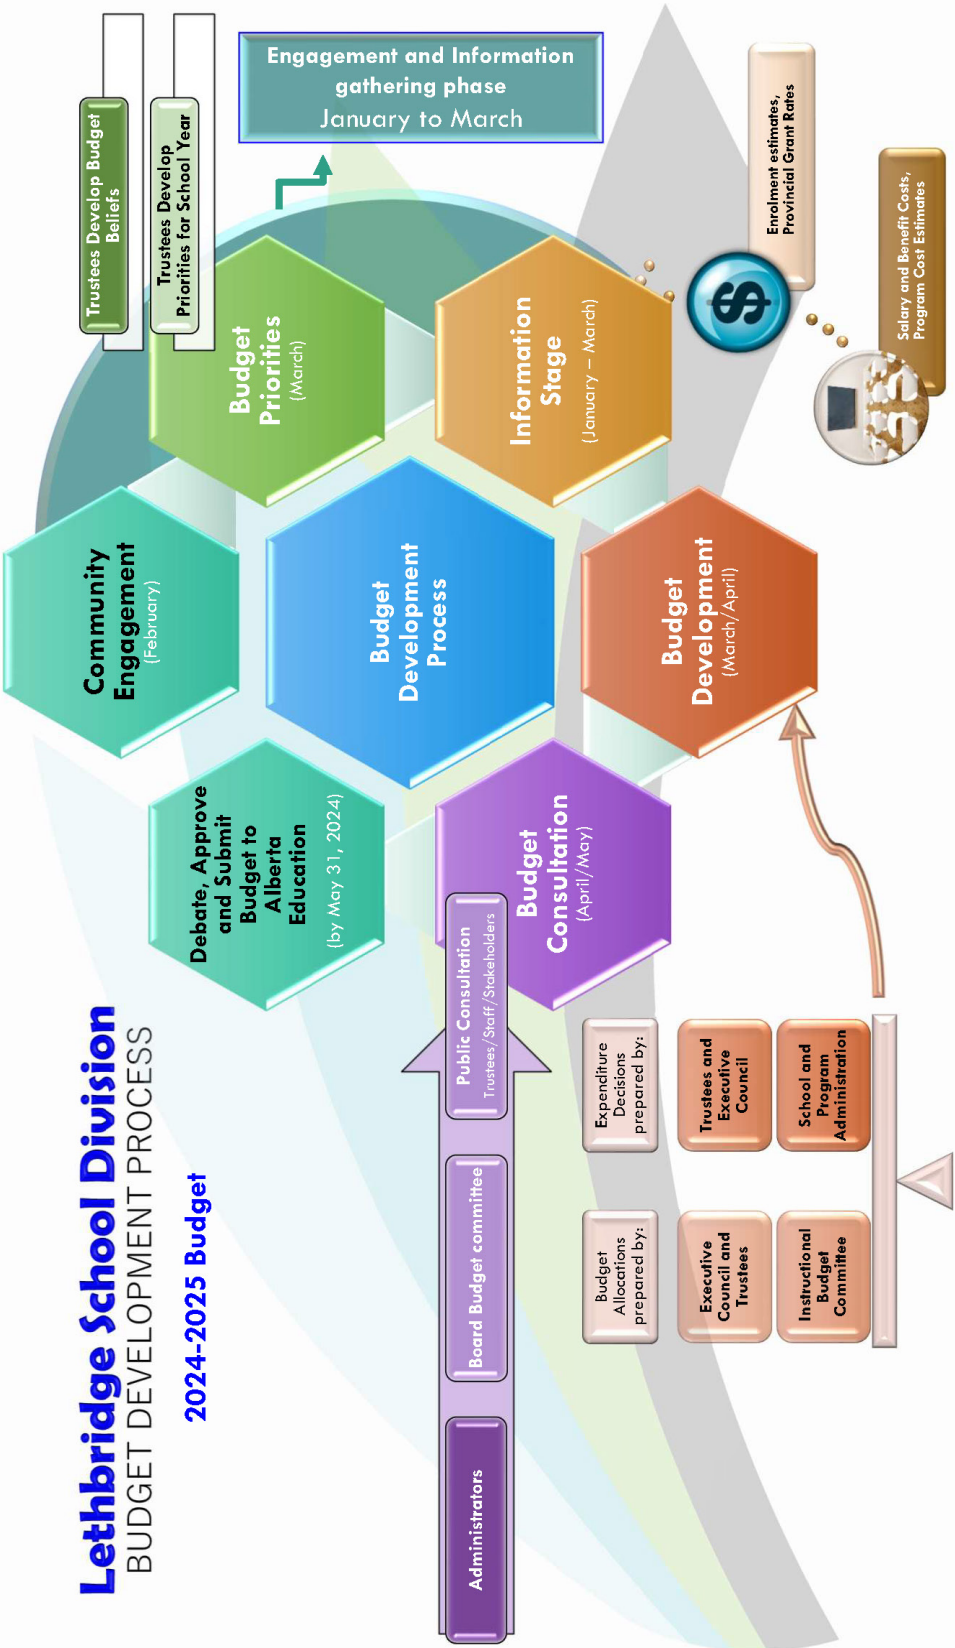 Lethbridge School Division
BUDGET DEVELOPMENT PROCESS
2024-2025 Budget
Debate, Approve
and Submit
Budget to
Alberta
Education
(by May 31, 2024)
Community
Engagement
(February)
Trustees Develop Budget
Beliefs
Trustees Develop
Priorities for School Year
Budget
Priorities
(March)
Engagement and Information
gathering phase
January to March
Budget
Development
Process
Information
Stage
(January – March)
Administrators
Board Budget committee
Public Consultation
Trustees/Staff/Stakeholders
Budget
Consultation
(April/May)
Budget
Development
(March/April)
$
Enrolment estimates,
Provincial Grant Rates
Salary and Benefit Costs,
Program Cost Estimates
Budget
Allocations
prepared by:
Executive
Council and
Trustees
Instructional
Budget
Committee
Expenditure
Decisions
prepared by:
Trustees and
Executive
Council
School and
Program
Administration